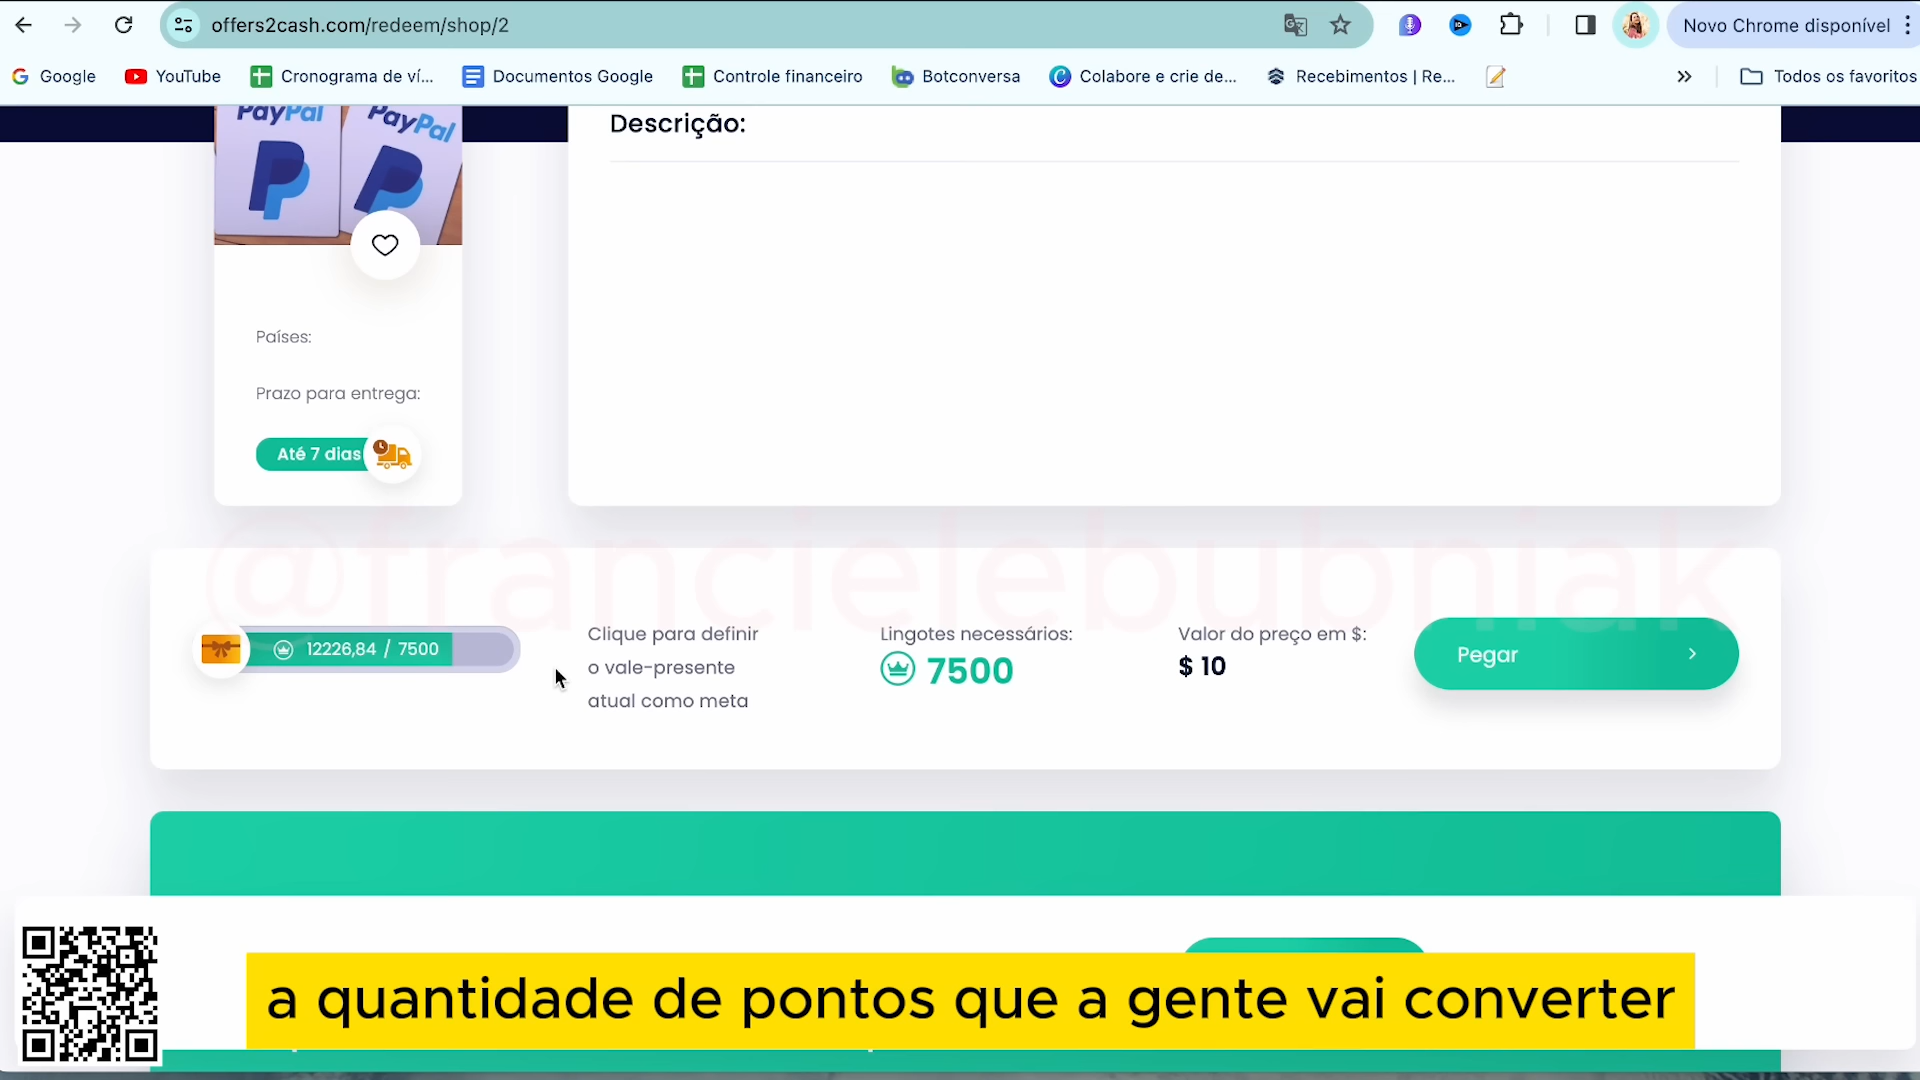 offers2cash.com/redeem/shop/2
Novo Chrome disponível
Google
YouTube
Cronograma de ví...
Documentos Google
Controle financeiro
Botconversa
Colabore e crie de...
Recebimentos | Re...
Todos os favoritos
PayPal
PayPal
Descrição:
Países:
Prazo para entrega:
Até 7 dias
@francielebubniak
12226,84 / 7500
Clique para definir
o vale-presente
atual como meta
Lingotes necessários:
7500
Valor do preço em $:
$ 10
Pegar
a quantidade de pontos que a gente vai converter